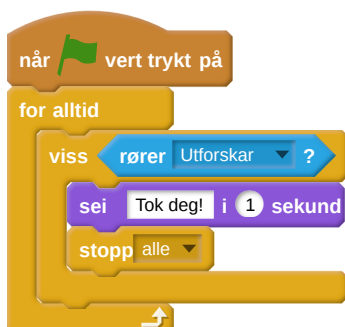 når vert trykt på
for alltid
viss rører Utforskar ?
sei Tok deg! i 1 sekund
stopp alle